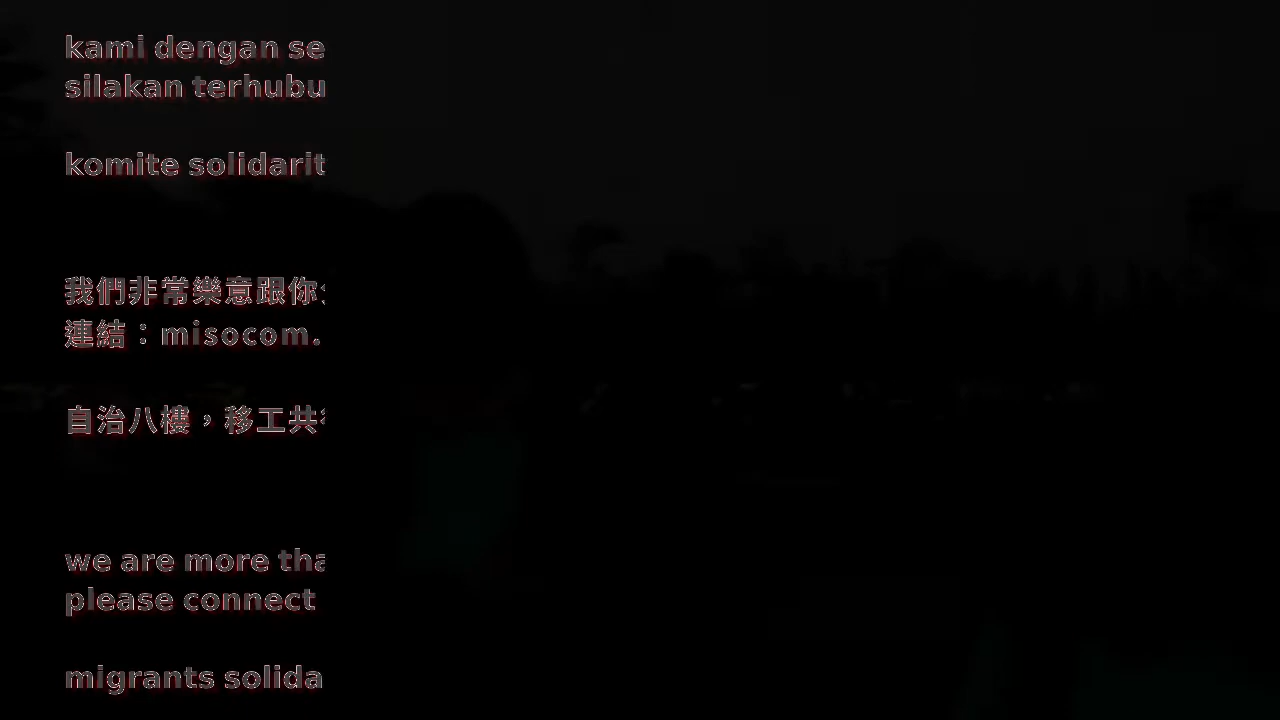 kami dengan se
silakan terhubu
komite solidarit
我們非常樂意跟你
連結：misocom.
自治八樓，移工共
we are more tha
please connect
migrants solida